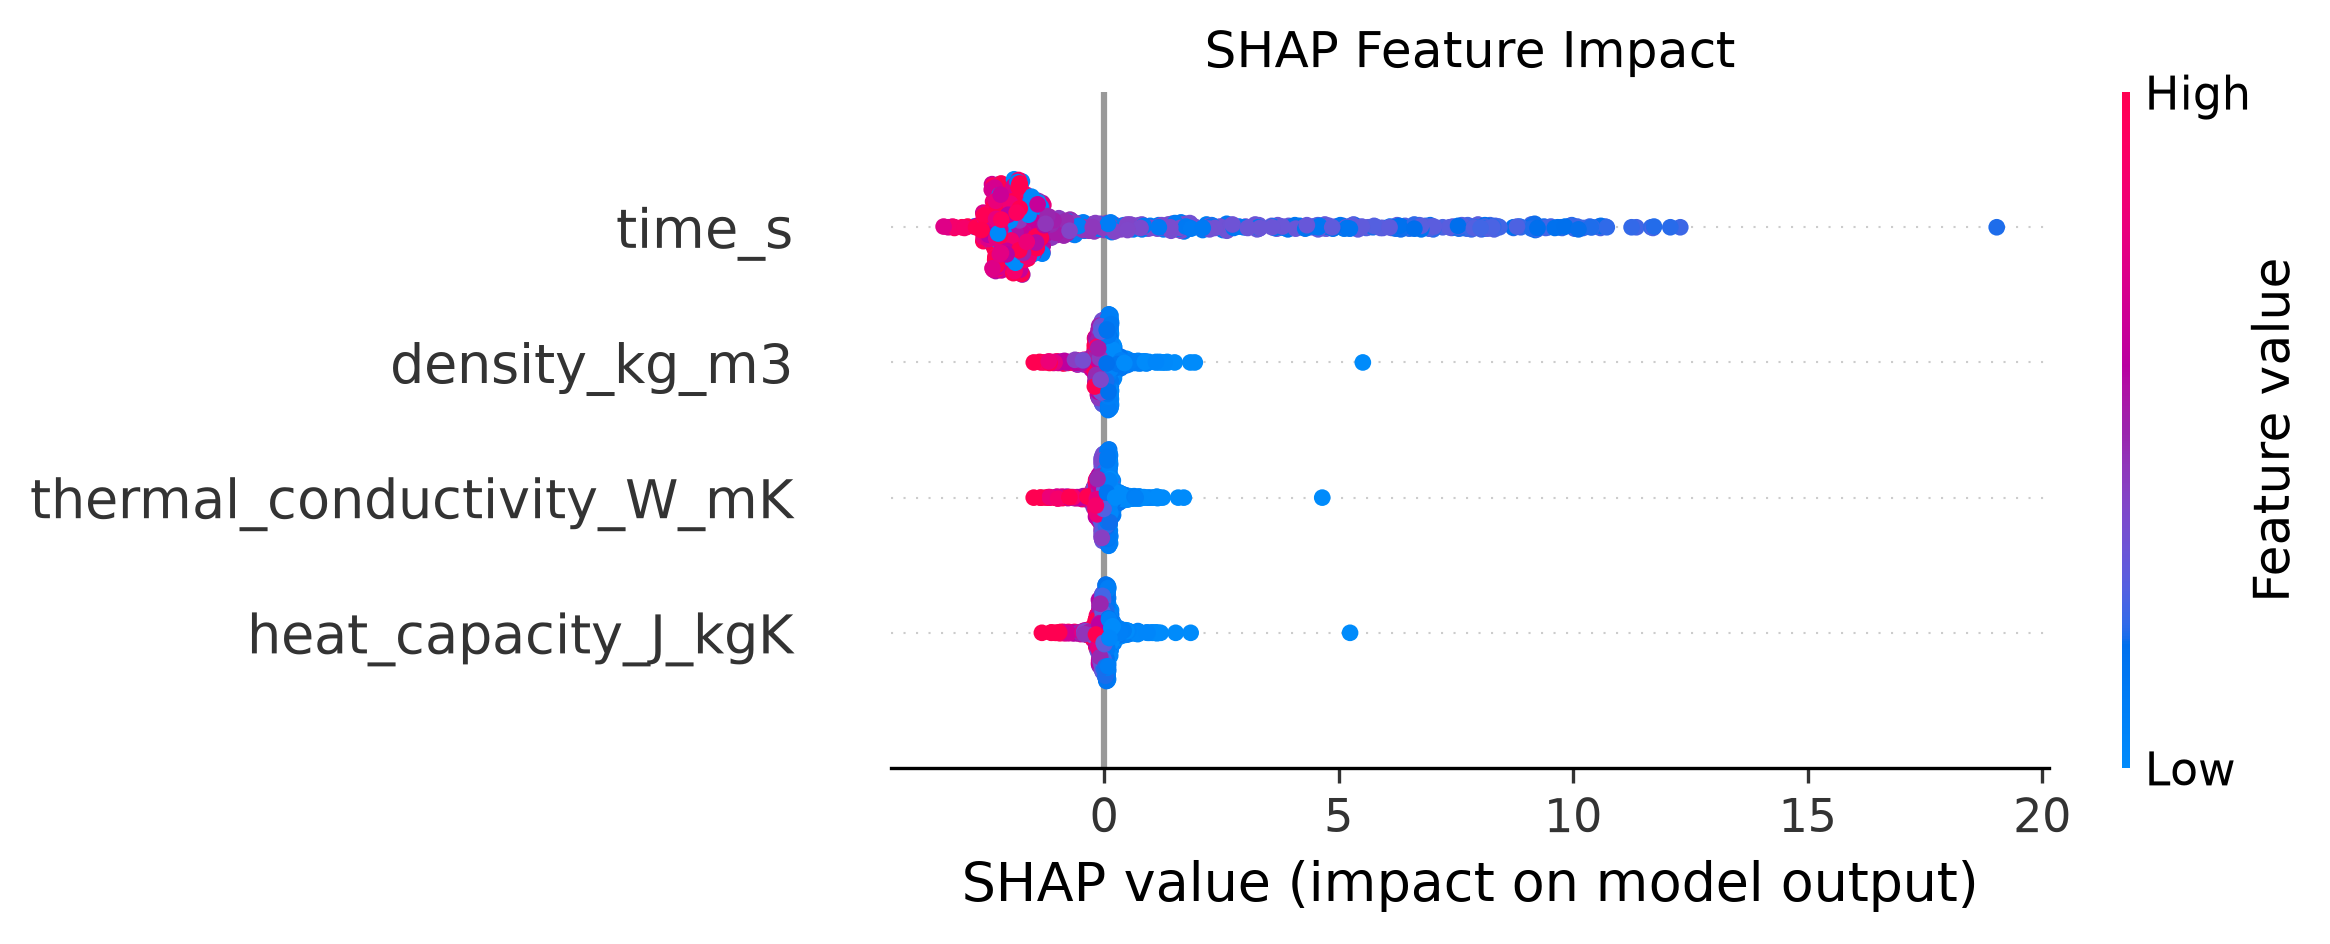 SHAP Feature Impact
High
time_s
density_kg_m3
thermal_conductivity_W_mK
heat_capacity_J_kgK
Feature value
Low
0 5 10 15 20
SHAP value (impact on model output)